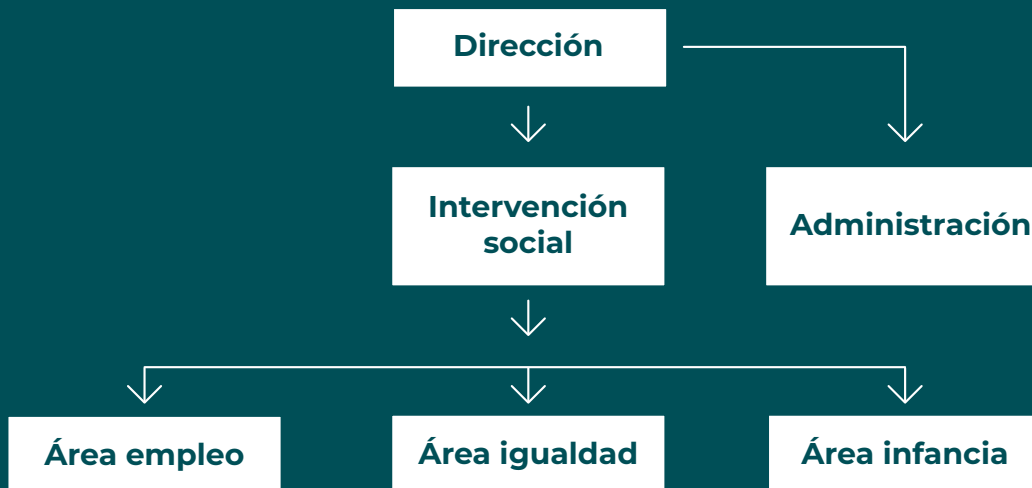 Dirección
Intervención
social
Administración
Área empleo
Área igualdad
Área infancia